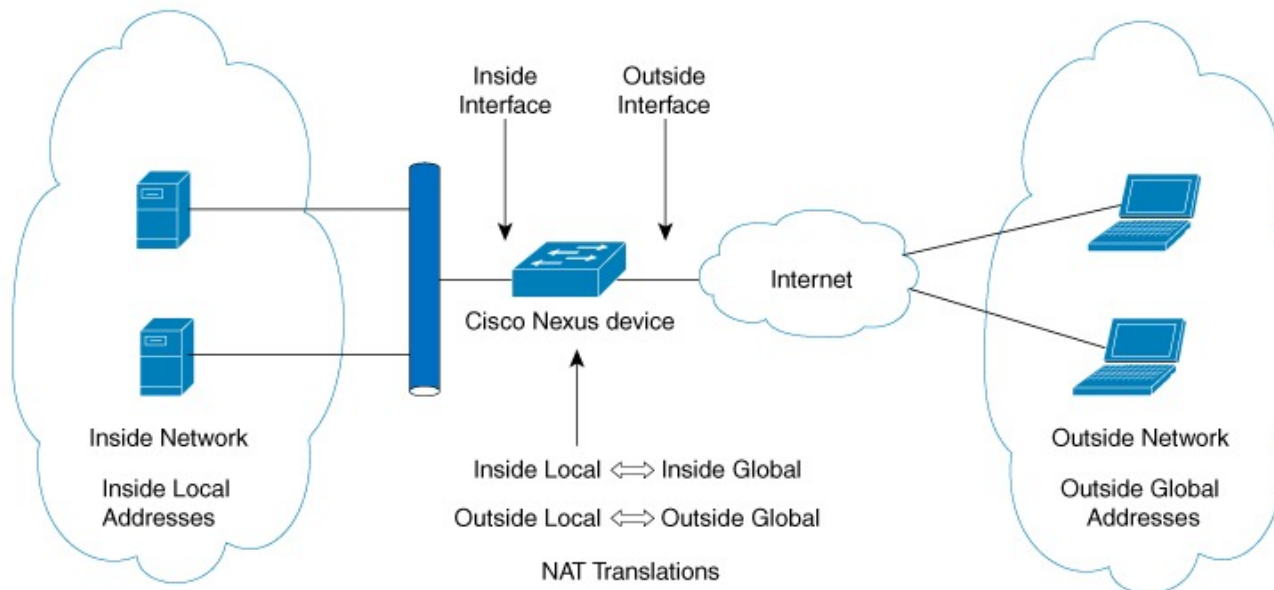 Inside
Interface
Outside
Interface
Internet
Cisco Nexus device
Inside Network
Inside Local
Addresses
Inside Local ⇔ Inside Global
Outside Local ⇔ Outside Global
NAT Translations
Outside Network
Outside Global
Addresses